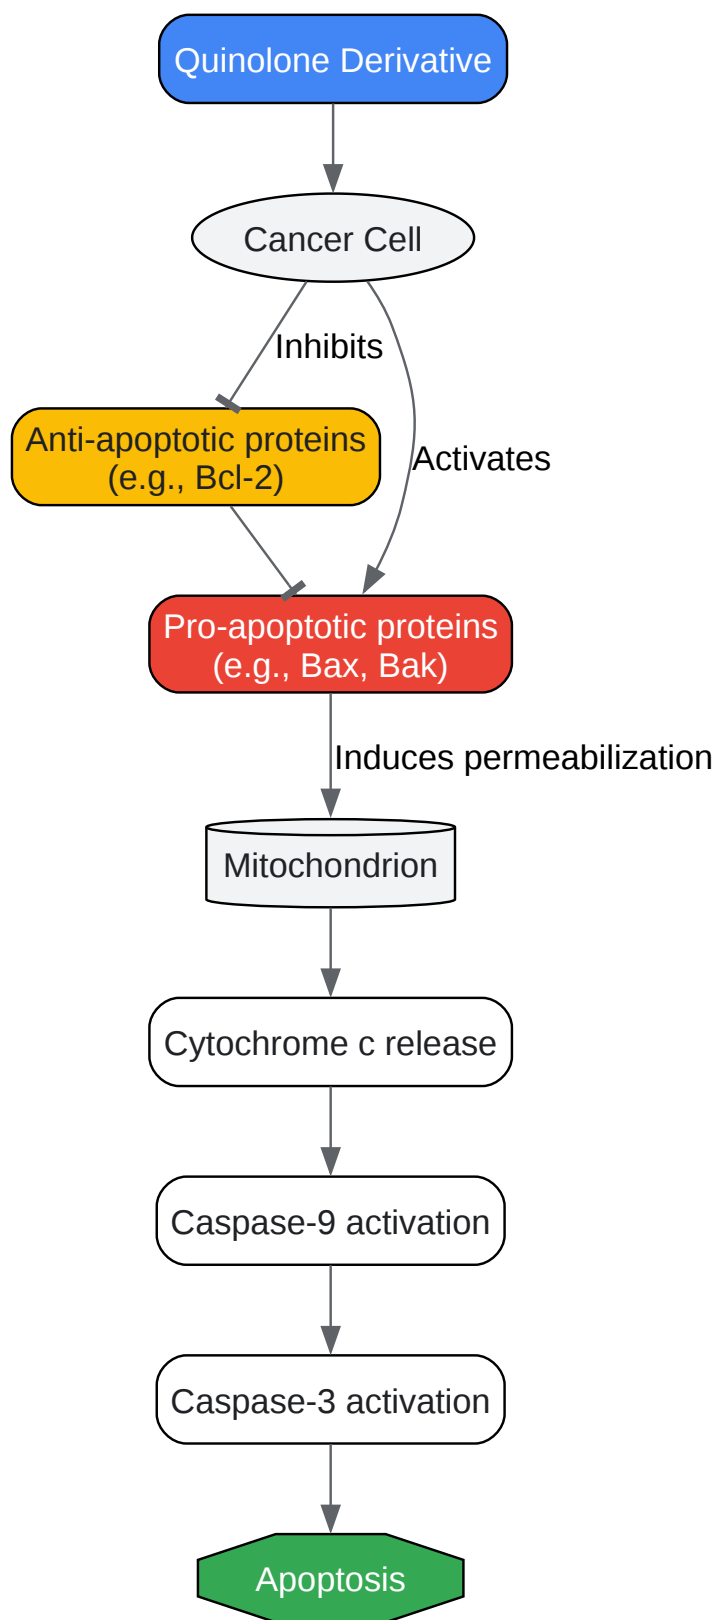 Quinolone Derivative
Cancer Cell
Inhibits
Anti-apoptotic proteins
(e.g., Bcl-2)
Activates
Pro-apoptotic proteins
(e.g., Bax, Bak)
Induces permeabilization
Mitochondrion
Cytochrome c release
Caspase-9 activation
Caspase-3 activation
Apoptosis